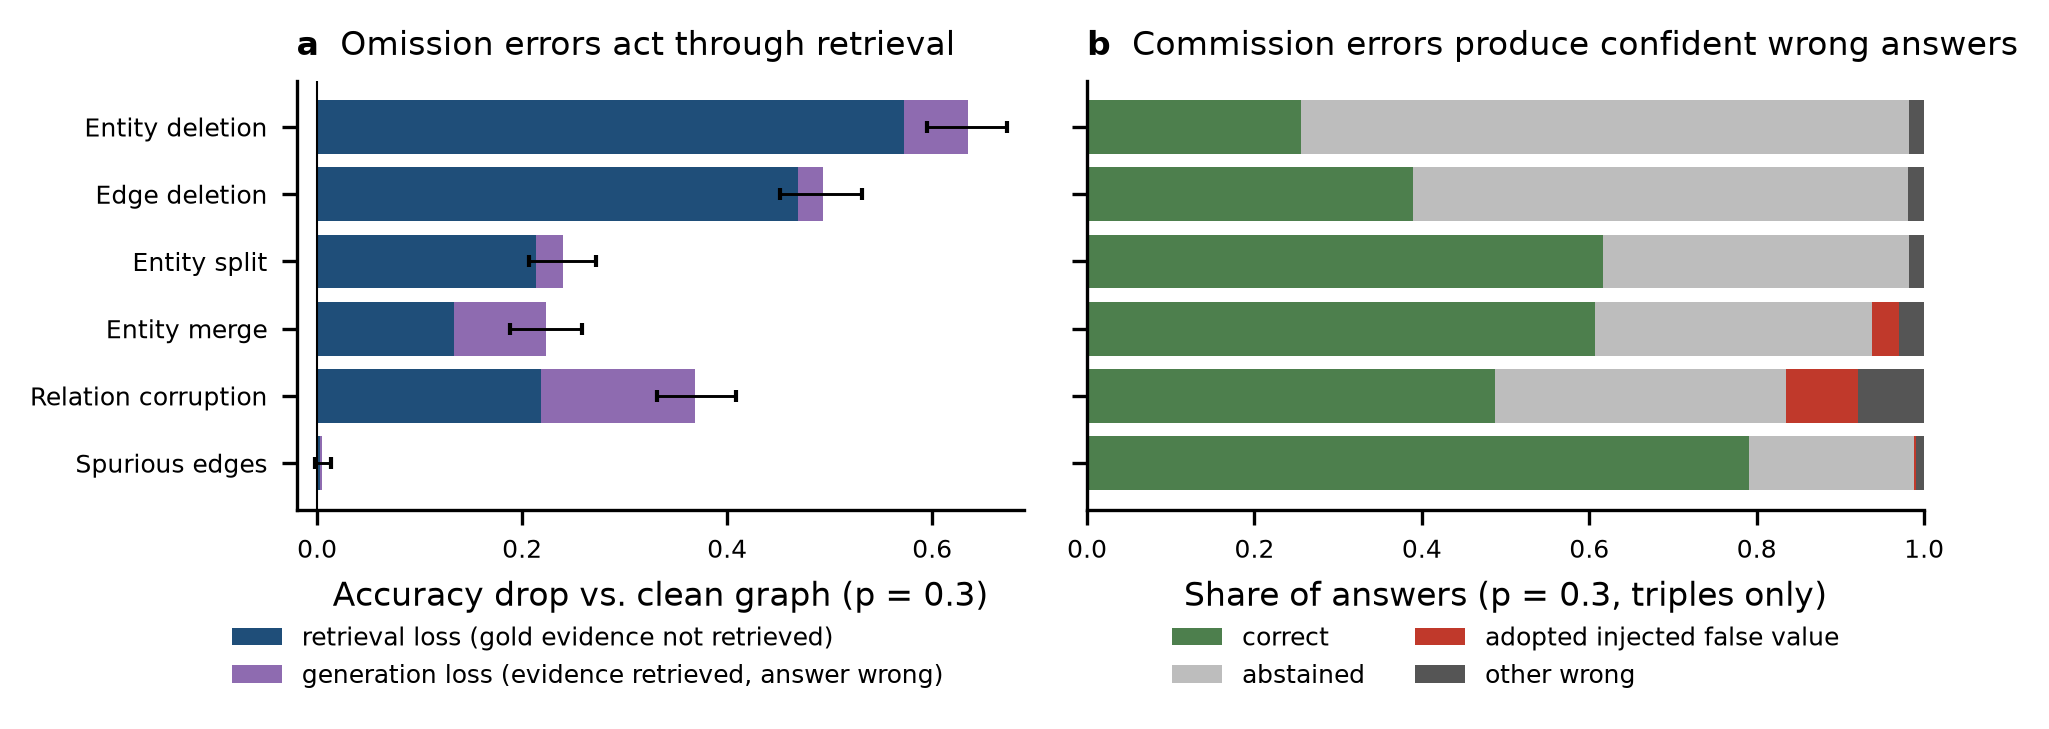 a Omission errors act through retrieval
Entity deletion
Edge deletion
Entity split
Entity merge
Relation corruption
Spurious edges
0.0 0.2 0.4 0.6
Accuracy drop vs. clean graph (p = 0.3)
retrieval loss (gold evidence not retrieved)
generation loss (evidence retrieved, answer wrong)
b Commission errors produce confident wrong answers
0.0 0.2 0.4 0.6 0.8 1.0
Share of answers (p = 0.3, triples only)
correct
abstained
adopted injected false value
other wrong